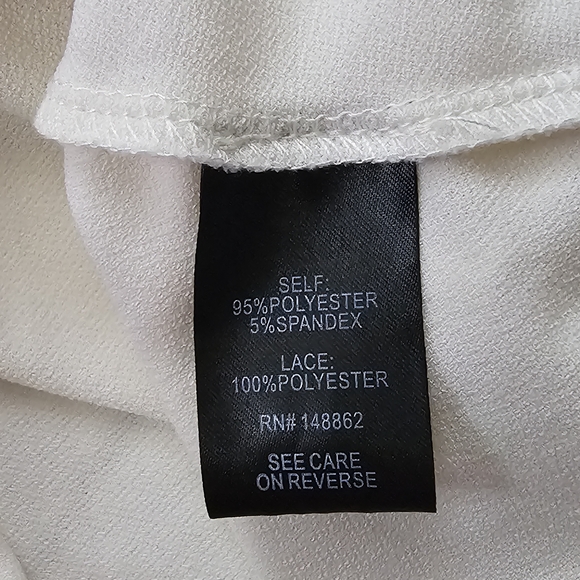 SELF:
95%POLYESTER
5%SPANDEX
LACE:
100%POLYESTER
RN# 148862
SEE CARE
ON REVERSE